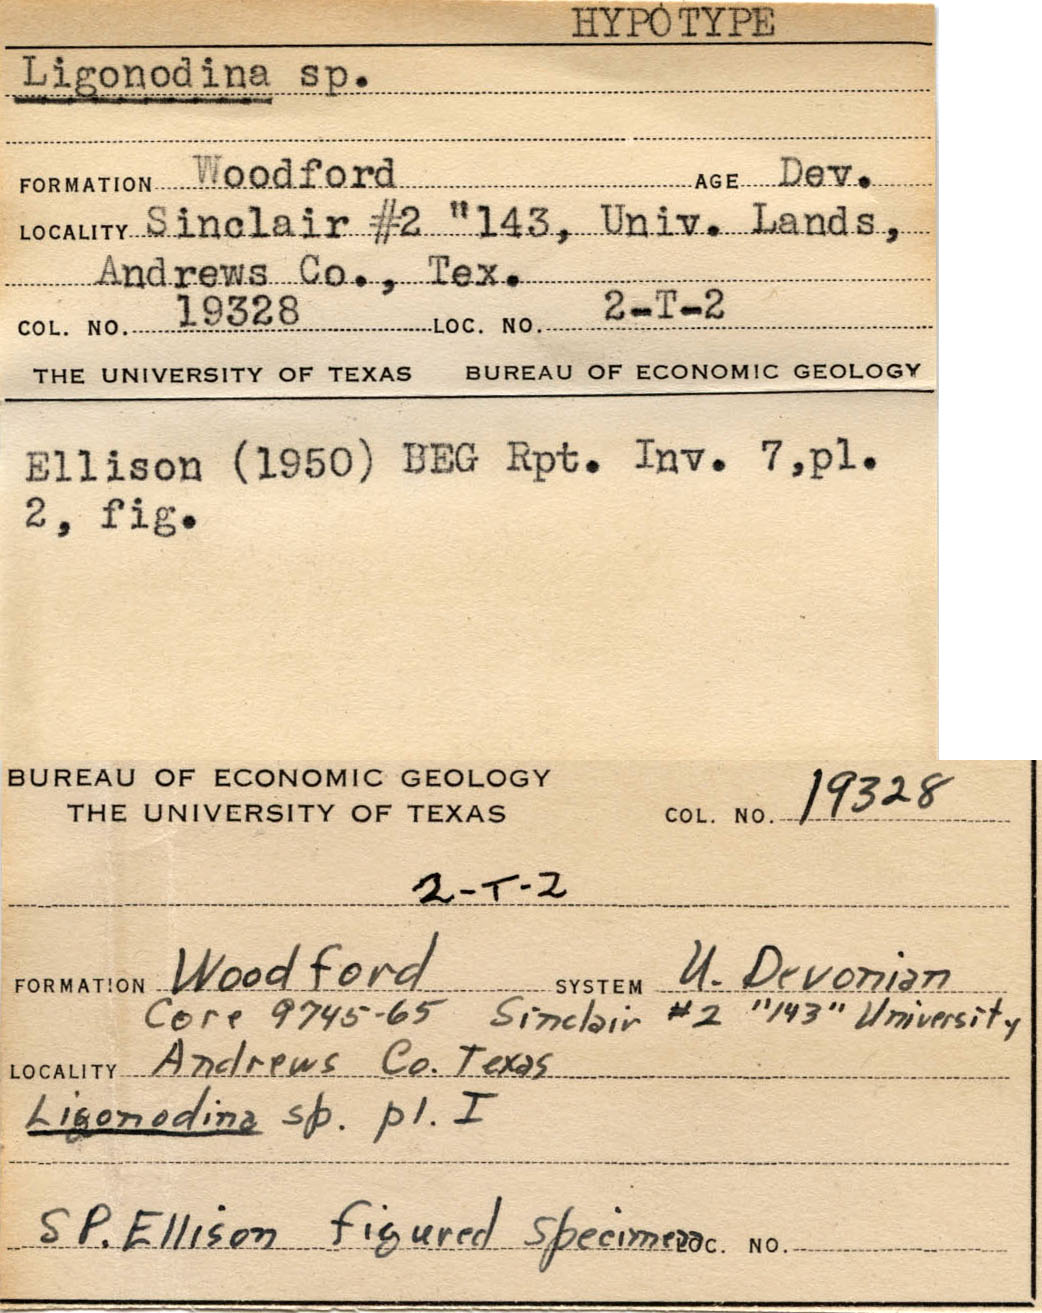 HYPOTYPE
Ligonodina sp.
FORMATION Woodford AGE Dev.
LOCALITY Sinclair #2 "143, Univ. Lands,
Andrews Co., Tex.
COL. NO. 19328 LOC. NO. 2-T-2
THE UNIVERSITY OF TEXAS BUREAU OF ECONOMIC GEOLOGY
Ellison (1950) BEG Rpt. Inv. 7,pl.
2, fig.
BUREAU OF ECONOMIC GEOLOGY
THE UNIVERSITY OF TEXAS COL. NO. 19328
2-T-2
FORMATION Woodford SYSTEM U. Devonian
Core 9745-65 Sinclair #2 "143" University
LOCALITY Andrews Co. Texas
Ligonodina sp. pl. I
S P. Ellison figured specimen LOC. NO.